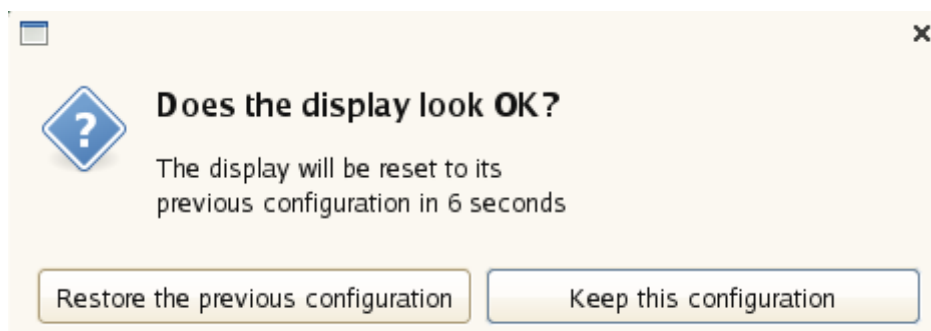 Does the display look OK?
The display will be reset to its
previous configuration in 6 seconds
Restore the previous configuration
Keep this configuration